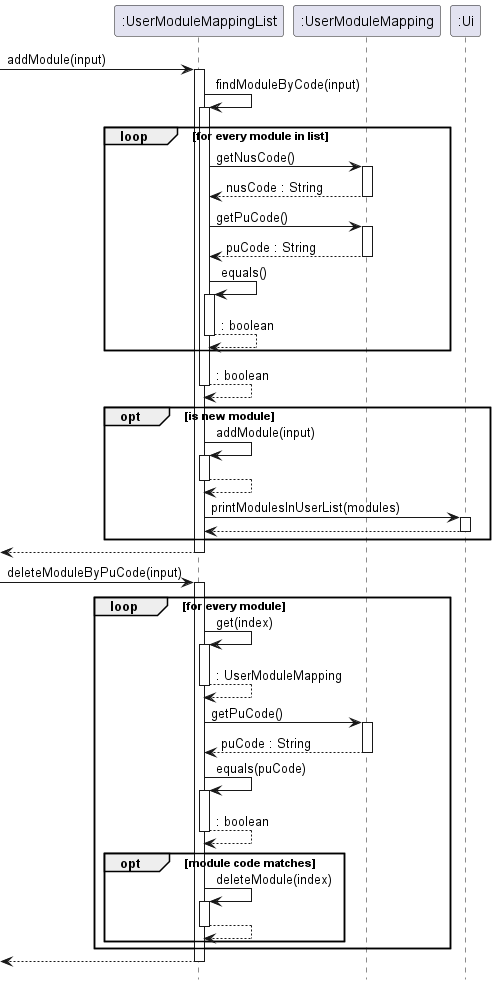 :UserModuleMappingList :UserModuleMapping :Ui
addModule(input)
findModuleByCode(input)
loop [for every module in list]
getNusCode()
nusCode : String
getPuCode()
puCode : String
equals()
: boolean
: boolean
opt [is new module]
addModule(input)
printModulesInUserList(modules)
deleteModuleByPuCode(input)
loop [for every module]
get(index)
: UserModuleMapping
getPuCode()
puCode : String
equals(puCode)
: boolean
opt [module code matches]
deleteModule(index)